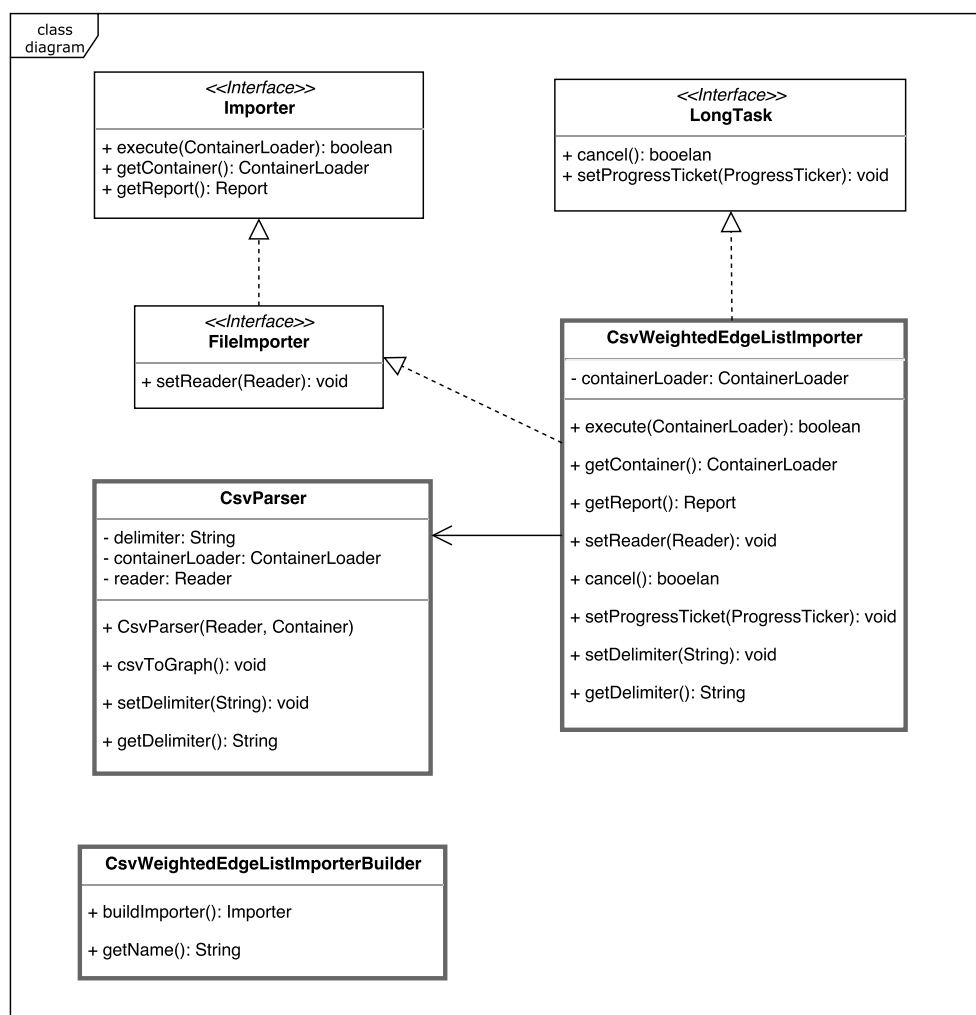 class
diagram
<<Interface>>
Importer
+ execute(ContainerLoader): boolean
+ getContainer(): ContainerLoader
+ getReport(): Report
<<Interface>>
LongTask
+ cancel(): booelan
+ setProgressTicket(ProgressTicker): void
<<Interface>>
FileImporter
+ setReader(Reader): void
CsvWeightedEdgeListImporter
- containerLoader: ContainerLoader
+ execute(ContainerLoader): boolean
+ getContainer(): ContainerLoader
+ getReport(): Report
+ setReader(Reader): void
+ cancel(): booelan
+ setProgressTicket(ProgressTicker): void
+ setDelimiter(String): void
+ getDelimiter(): String
CsvParser
- delimiter: String
- containerLoader: ContainerLoader
- reader: Reader
+ CsvParser(Reader, Container)
+ csvToGraph(): void
+ setDelimiter(String): void
+ getDelimiter(): String
CsvWeightedEdgeListImporterBuilder
+ buildImporter(): Importer
+ getName(): String